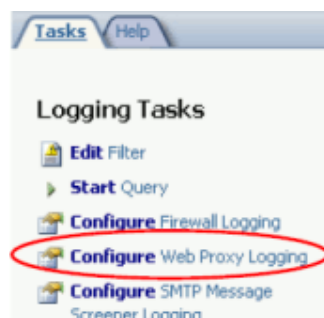 Tasks Help
Logging Tasks
Edit Filter
Start Query
Configure Firewall Logging
Configure Web Proxy Logging
Configure SMTP Message
Screener Logging